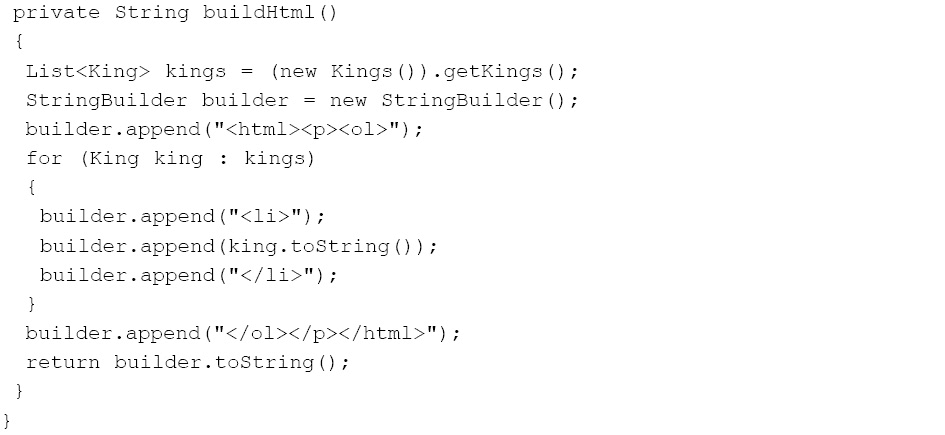 private String buildHtml()
{
List<King> kings = (new Kings()).getKings();
StringBuilder builder = new StringBuilder();
builder.append("<html><p><ol>");
for (King king : kings)
{
builder.append("<li>");
builder.append(king.toString());
builder.append("</li>");
}
builder.append("</ol></p></html>");
return builder.toString();
}
}